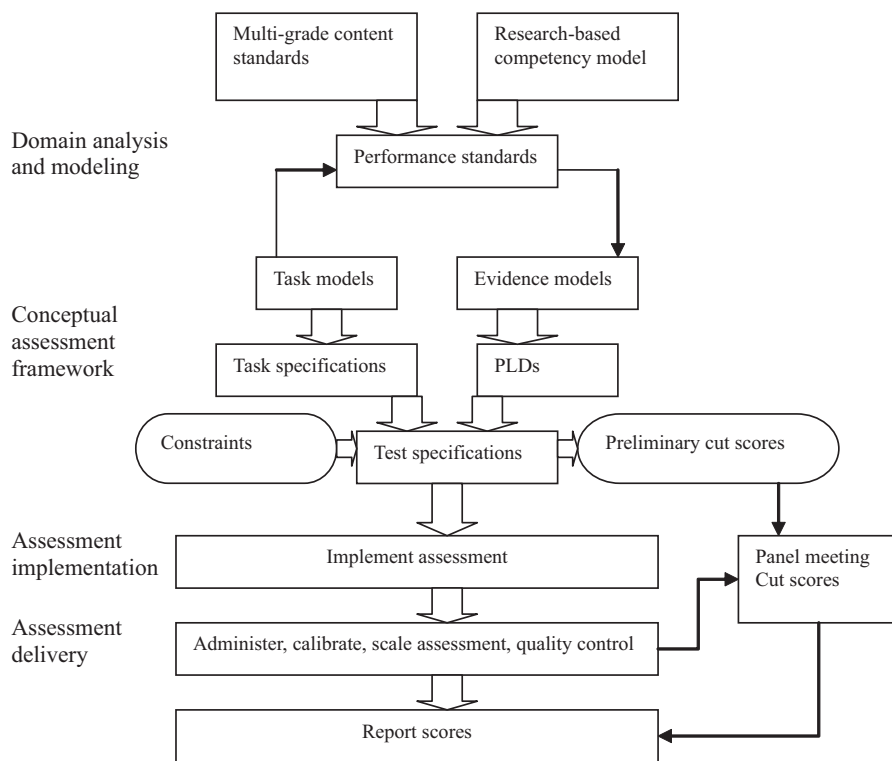 Multi-grade content
standards
Research-based
competency model
Domain analysis
and modeling
Performance standards
Task models
Evidence models
Conceptual
assessment
framework
Task specifications
PLDs
Constraints
Test specifications
Preliminary cut scores
Assessment
implementation
Implement assessment
Panel meeting
Cut scores
Assessment
delivery
Administer, calibrate, scale assessment, quality control
Report scores